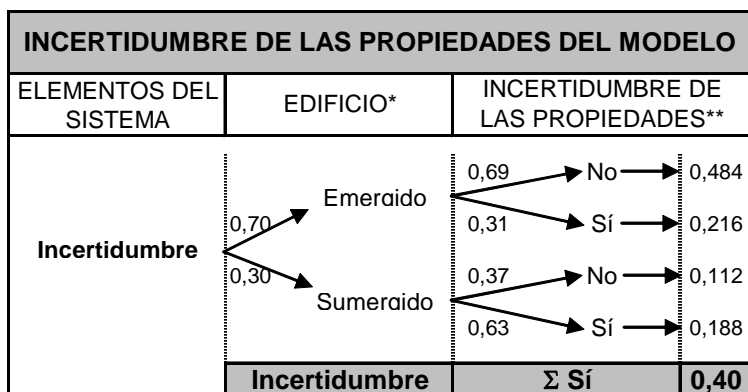 INCERTIDUMBRE DE LAS PROPIEDADES DEL MODELO
ELEMENTOS DEL SISTEMA
EDIFICIO*
INCERTIDUMBRE DE LAS PROPIEDADES**
Incertidumbre
0,70
Emergido
0,69
No
0,484
0,31
Sí
0,216
0,30
Sumergido
0,37
No
0,112
0,63
Sí
0,188
Incertidumbre
Σ Sí
0,40